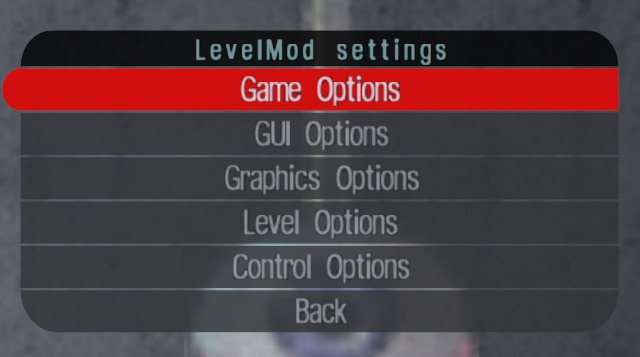 LevelMod settings
Game Options
GUI Options
Graphics Options
Level Options
Control Options
Back